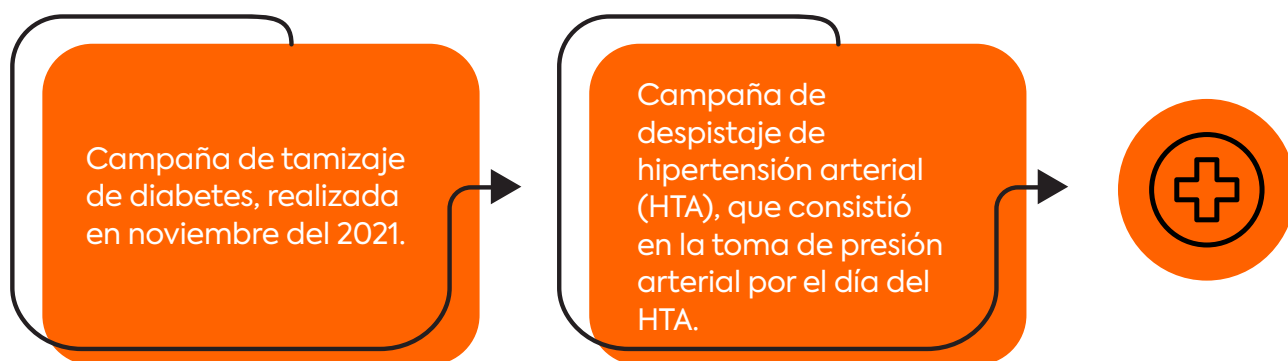 Campaña de tamizaje
de diabetes, realizada
en noviembre del 2021.
Campaña de
despistaje de
hipertensión arterial
(HTA), que consistió
en la toma de presión
arterial por el día del
HTA.